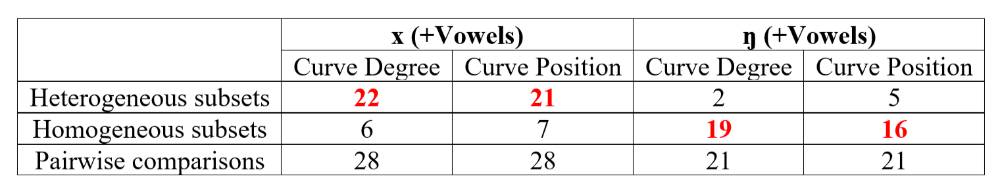 x (+Vowels) ŋ (+Vowels)
Curve Degree Curve Position Curve Degree Curve Position
Heterogeneous subsets 22 21 2 5
Homogeneous subsets 6 7 19 16
Pairwise comparisons 28 28 21 21